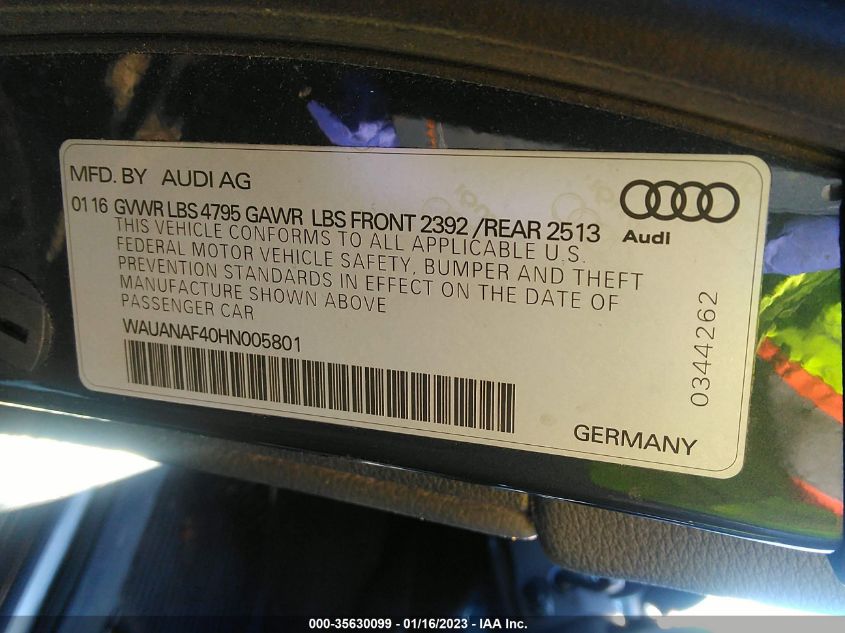 MFD. BY AUDI AG
01 16 GVWR LBS 4795 GAWR LBS FRONT 2392 /REAR 2513
THIS VEHICLE CONFORMS TO ALL APPLICABLE U.S.
FEDERAL MOTOR VEHICLE SAFETY, BUMPER AND THEFT
PREVENTION STANDARDS IN EFFECT ON THE DATE OF
MANUFACTURE SHOWN ABOVE
PASSENGER CAR
WAUANAF40HN005801
Audi
0344262
GERMANY
000-35630099 - 01/16/2023 - IAA Inc.